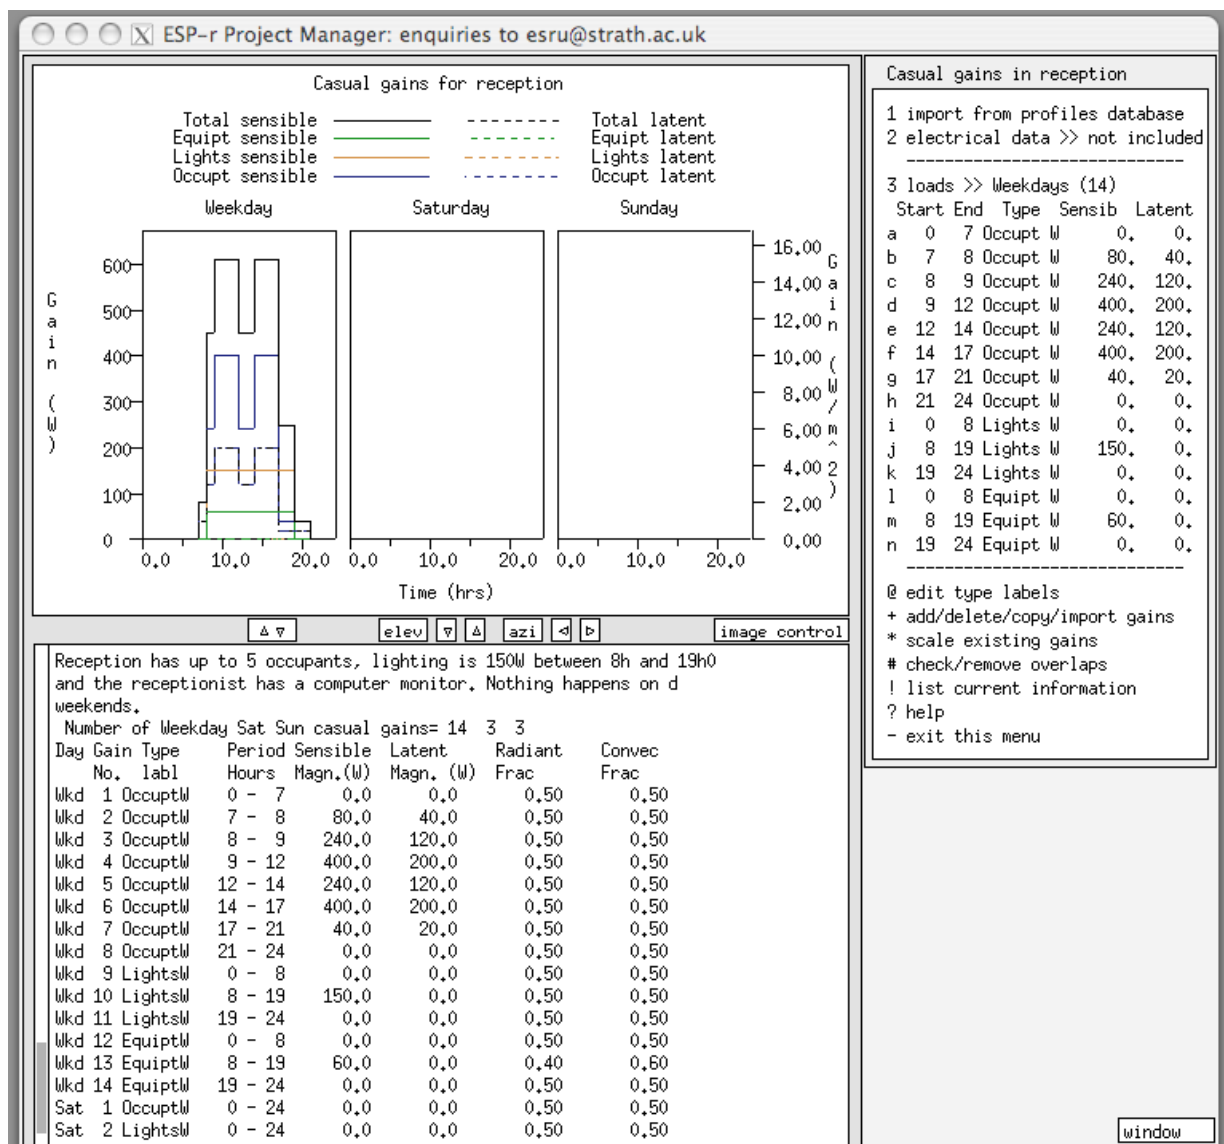 X ESP-r Project Manager: enquiries to esru@strath.ac.uk
Casual gains for reception
Total sensible Total latent
Equipt sensible Equipt latent
Lights sensible Lights latent
Occupt sensible Occupt latent
Weekday Saturday Sunday
Gain (W)
600
500
400
300
200
100
0
16.00
14.00
12.00
10.00
8.00
6.00
4.00
2.00
0.00
Gain (W/m^2)
0.0 10.0 20.0 0.0 10.0 20.0 0.0 10.0 20.0
Time (hrs)
elev azi image control
Reception has up to 5 occupants, lighting is 150W between 8h and 19h0
and the receptionist has a computer monitor. Nothing happens on d
weekends.
Number of Weekday Sat Sun casual gains= 14 3 3
Day Gain Type Period Sensible Latent Radiant Convec
No. labl Hours Magn.(W) Magn. (W) Frac Frac
Wkd 1 OccuptW 0 - 7 0.0 0.0 0.50 0.50
Wkd 2 OccuptW 7 - 8 80.0 40.0 0.50 0.50
Wkd 3 OccuptW 8 - 9 240.0 120.0 0.50 0.50
Wkd 4 OccuptW 9 - 12 400.0 200.0 0.50 0.50
Wkd 5 OccuptW 12 - 14 240.0 120.0 0.50 0.50
Wkd 6 OccuptW 14 - 17 400.0 200.0 0.50 0.50
Wkd 7 OccuptW 17 - 21 40.0 20.0 0.50 0.50
Wkd 8 OccuptW 21 - 24 0.0 0.0 0.50 0.50
Wkd 9 LightsW 0 - 8 0.0 0.0 0.50 0.50
Wkd 10 LightsW 8 - 19 150.0 0.0 0.50 0.50
Wkd 11 LightsW 19 - 24 0.0 0.0 0.50 0.50
Wkd 12 EquiptW 0 - 8 0.0 0.0 0.50 0.50
Wkd 13 EquiptW 8 - 19 60.0 0.0 0.40 0.60
Wkd 14 EquiptW 19 - 24 0.0 0.0 0.50 0.50
Sat 1 OccuptW 0 - 24 0.0 0.0 0.50 0.50
Sat 2 LightsW 0 - 24 0.0 0.0 0.50 0.50
Casual gains in reception
1 import from profiles database
2 electrical data >> not included
3 loads >> Weekdays (14)
Start End Type Sensib Latent
a 0 7 Occupt W 0. 0.
b 7 8 Occupt W 80. 40.
c 8 9 Occupt W 240. 120.
d 9 12 Occupt W 400. 200.
e 12 14 Occupt W 240. 120.
f 14 17 Occupt W 400. 200.
g 17 21 Occupt W 40. 20.
h 21 24 Occupt W 0. 0.
i 0 8 Lights W 0. 0.
j 8 19 Lights W 150. 0.
k 19 24 Lights W 0. 0.
l 0 8 Equipt W 0. 0.
m 8 19 Equipt W 60. 0.
n 19 24 Equipt W 0. 0.
@ edit type labels
+ add/delete/copy/import gains
* scale existing gains
# check/remove overlaps
! list current information
? help
- exit this menu
window